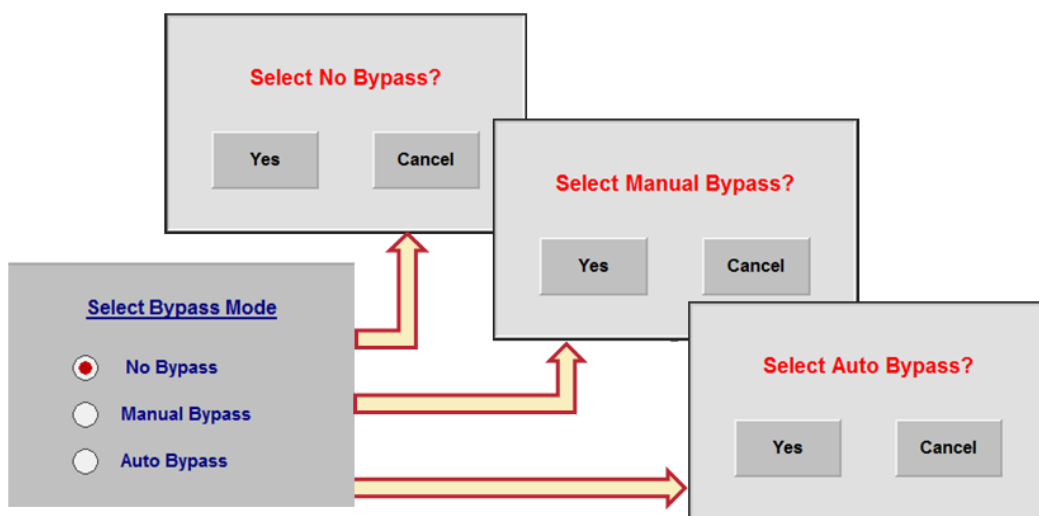 Select No Bypass?
Yes Cancel
Select Manual Bypass?
Yes Cancel
Select Bypass Mode
No Bypass
Manual Bypass
Auto Bypass
Select Auto Bypass?
Yes Cancel